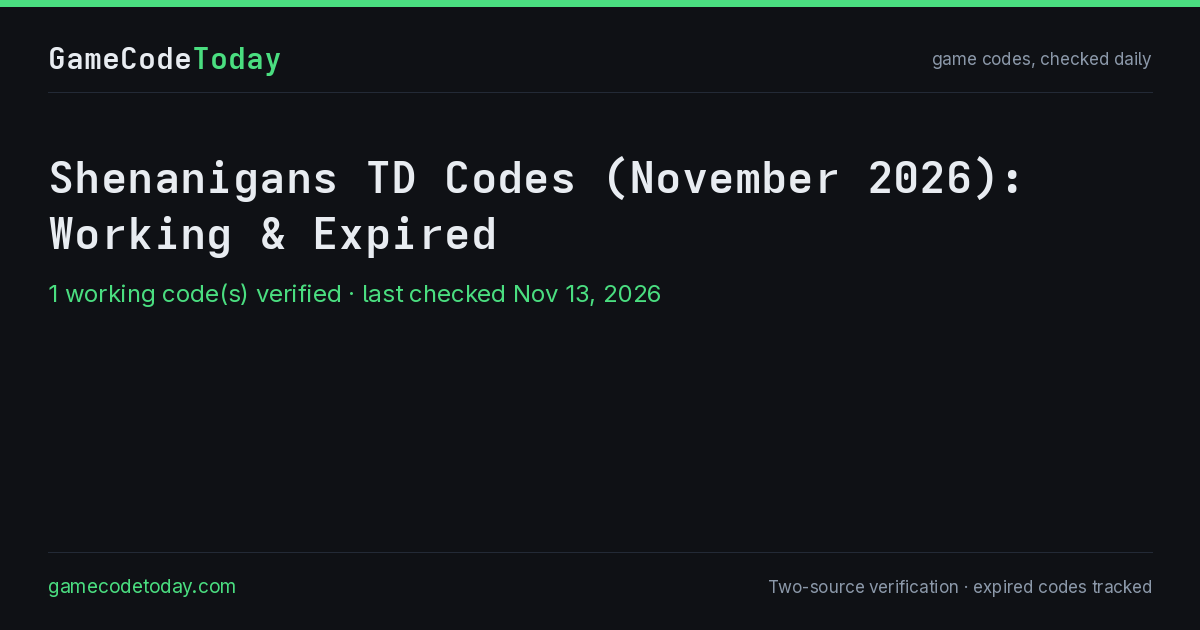 GameCodeToday
game codes, checked daily
Shenanigans TD Codes (November 2026):
Working & Expired
1 working code(s) verified · last checked Nov 13, 2026
gamecodetoday.com
Two-source verification · expired codes tracked